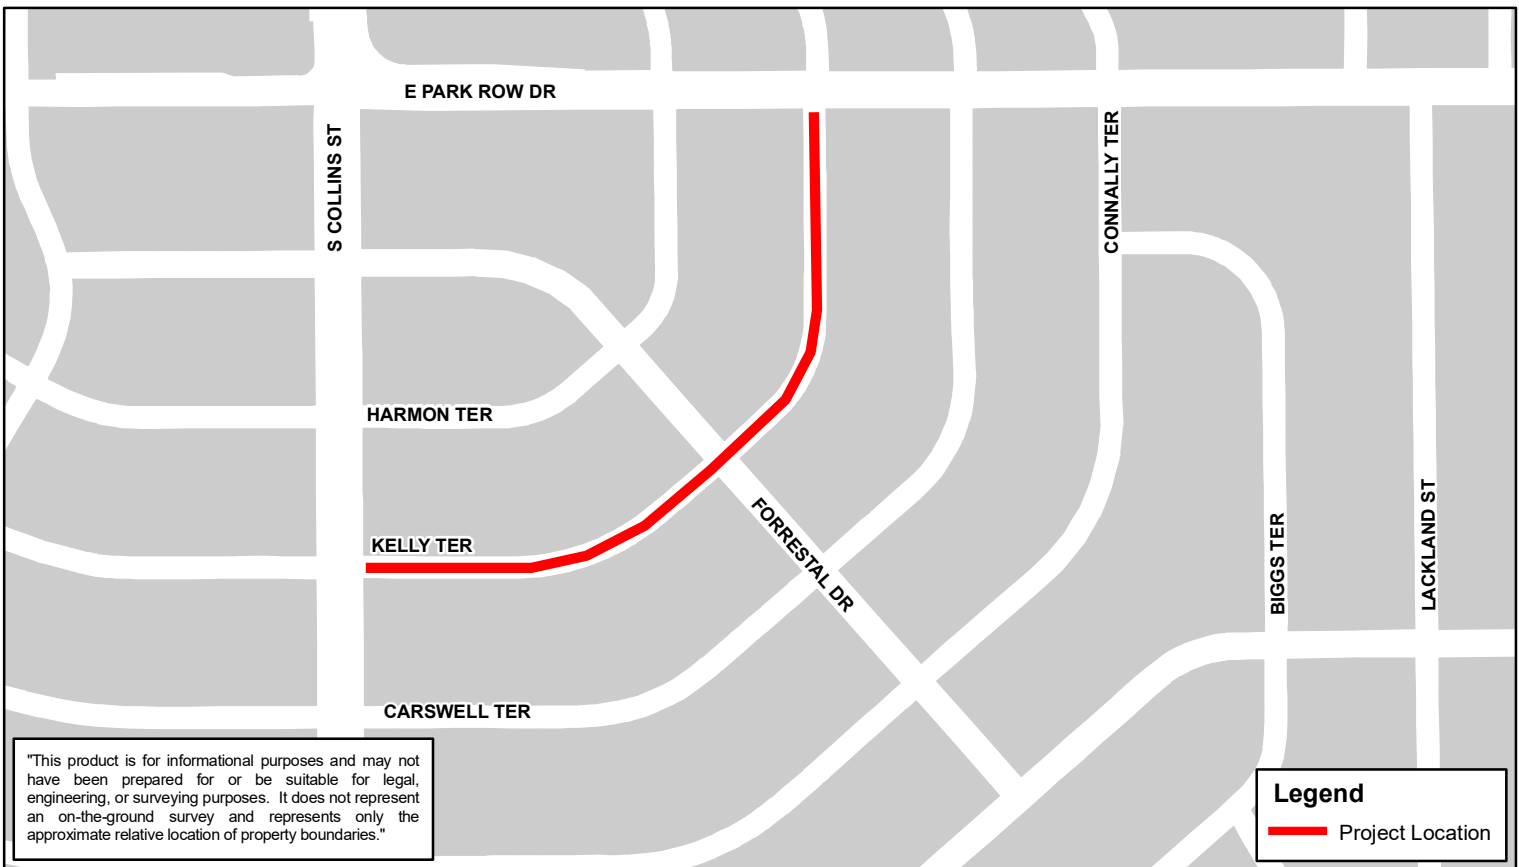 E PARK ROW DR
S COLLINS ST
CONNALLY TER
HARMON TER
KELLY TER
FORRESTAL DR
BIGGS TER
LACKLAND ST
CARSWELL TER
"This product is for informational purposes and may not
have been prepared for or be suitable for legal,
engineering, or surveying purposes. It does not represent
an on-the-ground survey and represents only the
approximate relative location of property boundaries."
Legend
Project Location